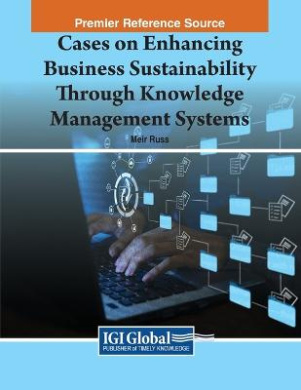 Premier Reference Source
Cases on Enhancing
Business Sustainability
Through Knowledge
Management Systems
Meir Russ
IGI Global
PUBLISHER of TIMELY KNOWLEDGE